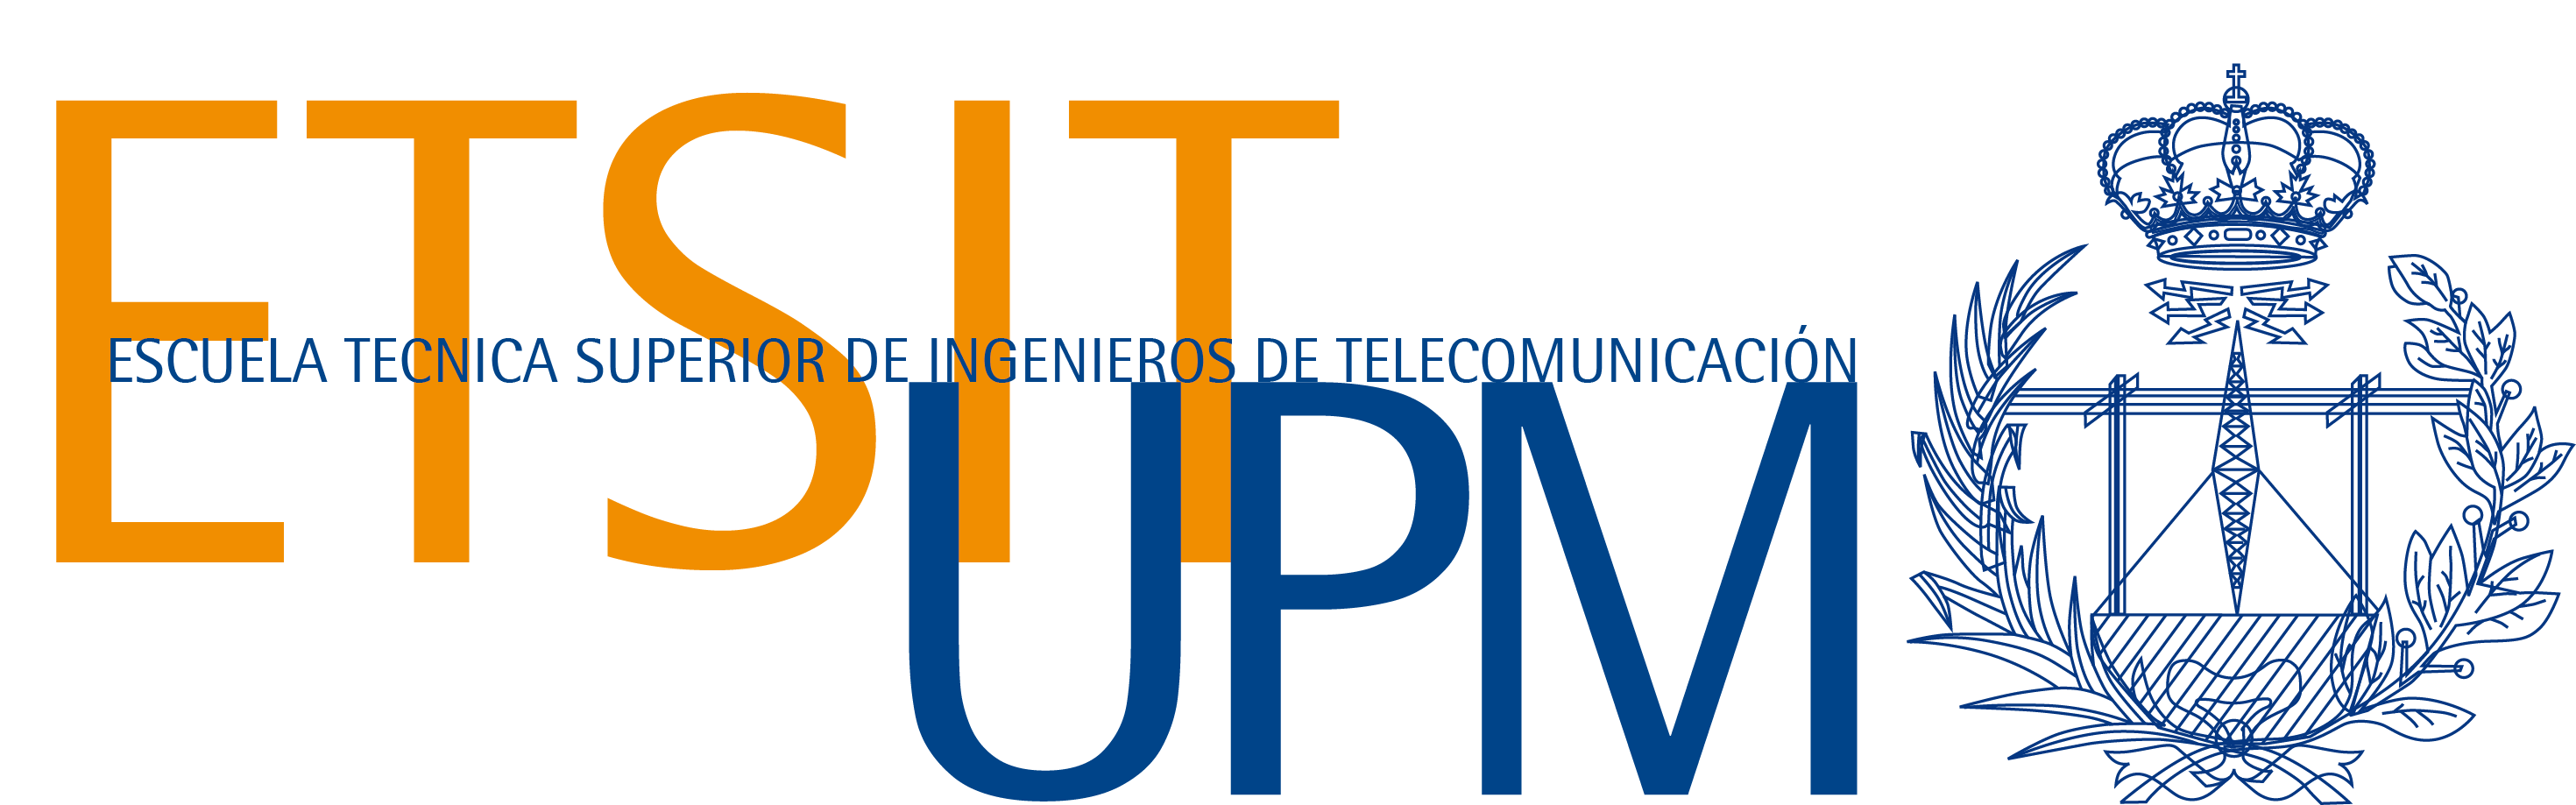 ETSIT
ESCUELA TECNICA SUPERIOR DE INGENIEROS DE TELECOMUNICACIÓN
UPM